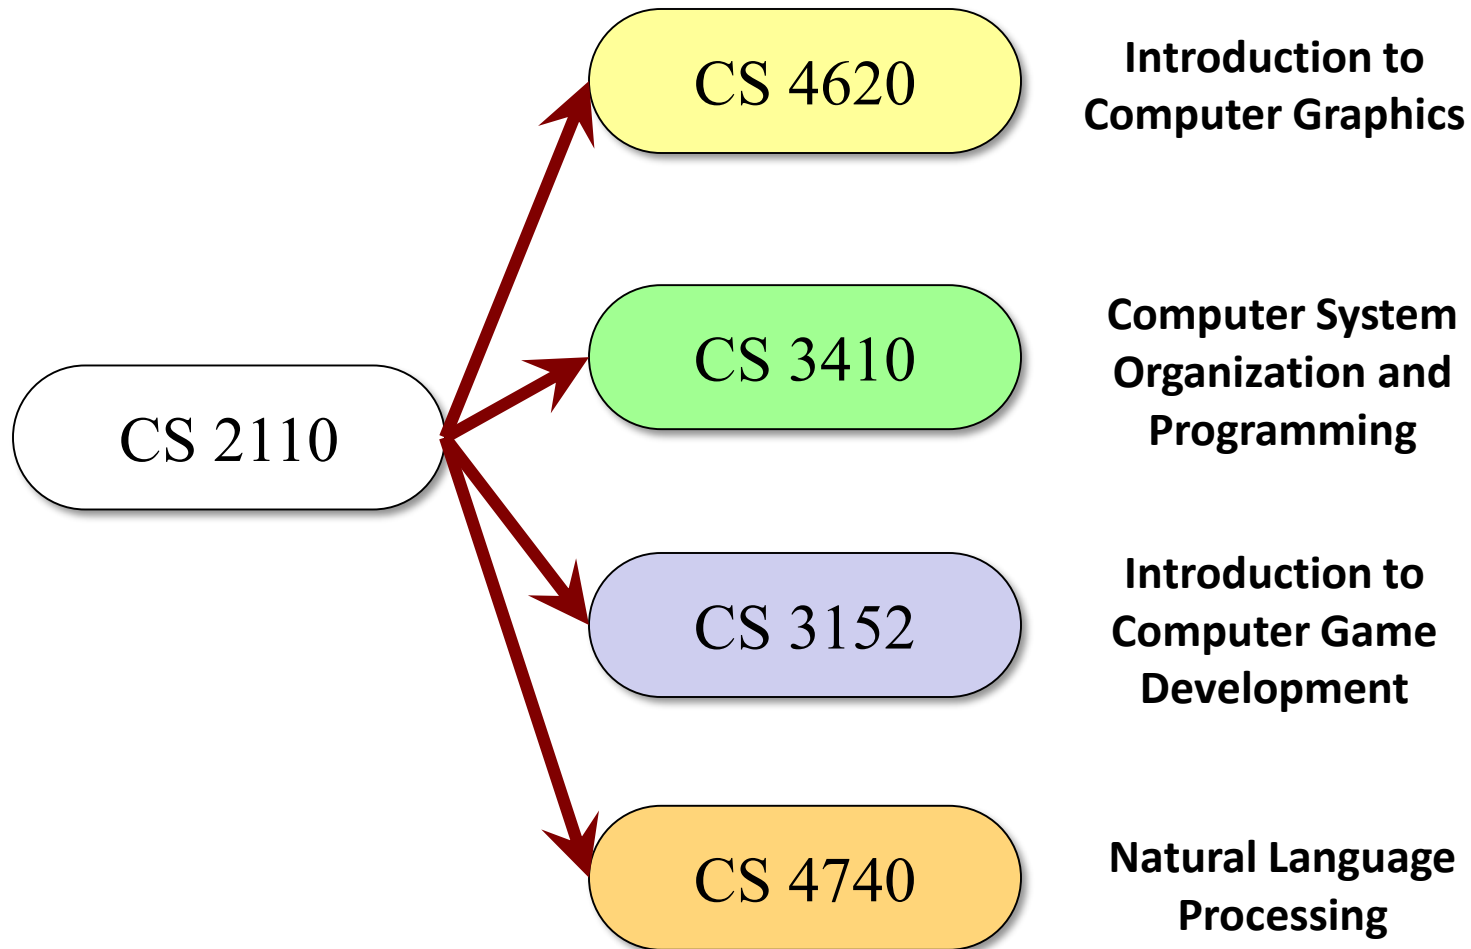 CS 4620
Introduction to
Computer Graphics
CS 3410
Computer System
Organization and
Programming
CS 2110
CS 3152
Introduction to
Computer Game
Development
CS 4740
Natural Language
Processing